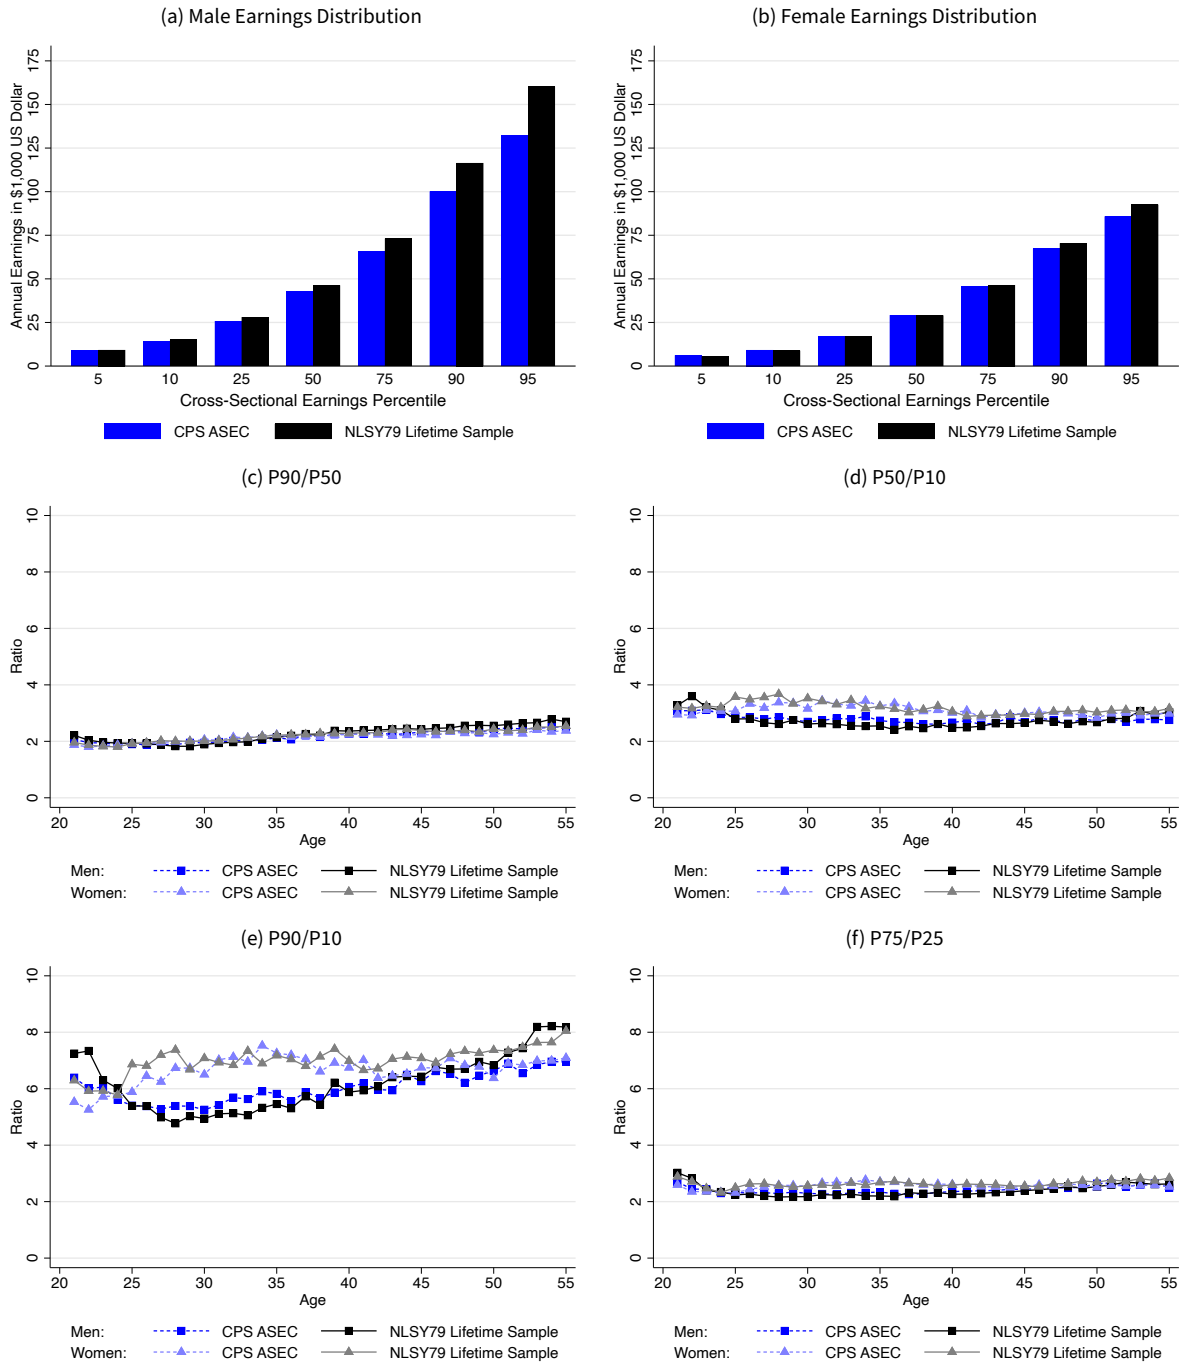 (a) Male Earnings Distribution
(b) Female Earnings Distribution
Annual Earnings in $1,000 US Dollar
0 25 50 75 100 125 150 175
5 10 25 50 75 90 95
Cross-Sectional Earnings Percentile
CPS ASEC NLSY79 Lifetime Sample
Annual Earnings in $1,000 US Dollar
0 25 50 75 100 125 150 175
5 10 25 50 75 90 95
Cross-Sectional Earnings Percentile
CPS ASEC NLSY79 Lifetime Sample
(c) P90/P50
(d) P50/P10
Ratio
0 2 4 6 8 10
20 25 30 35 40 45 50 55
Age
Men: CPS ASEC NLSY79 Lifetime Sample
Women: CPS ASEC NLSY79 Lifetime Sample
Ratio
0 2 4 6 8 10
20 25 30 35 40 45 50 55
Age
Men: CPS ASEC NLSY79 Lifetime Sample
Women: CPS ASEC NLSY79 Lifetime Sample
(e) P90/P10
(f) P75/P25
Ratio
0 2 4 6 8 10
20 25 30 35 40 45 50 55
Age
Men: CPS ASEC NLSY79 Lifetime Sample
Women: CPS ASEC NLSY79 Lifetime Sample
Ratio
0 2 4 6 8 10
20 25 30 35 40 45 50 55
Age
Men: CPS ASEC NLSY79 Lifetime Sample
Women: CPS ASEC NLSY79 Lifetime Sample